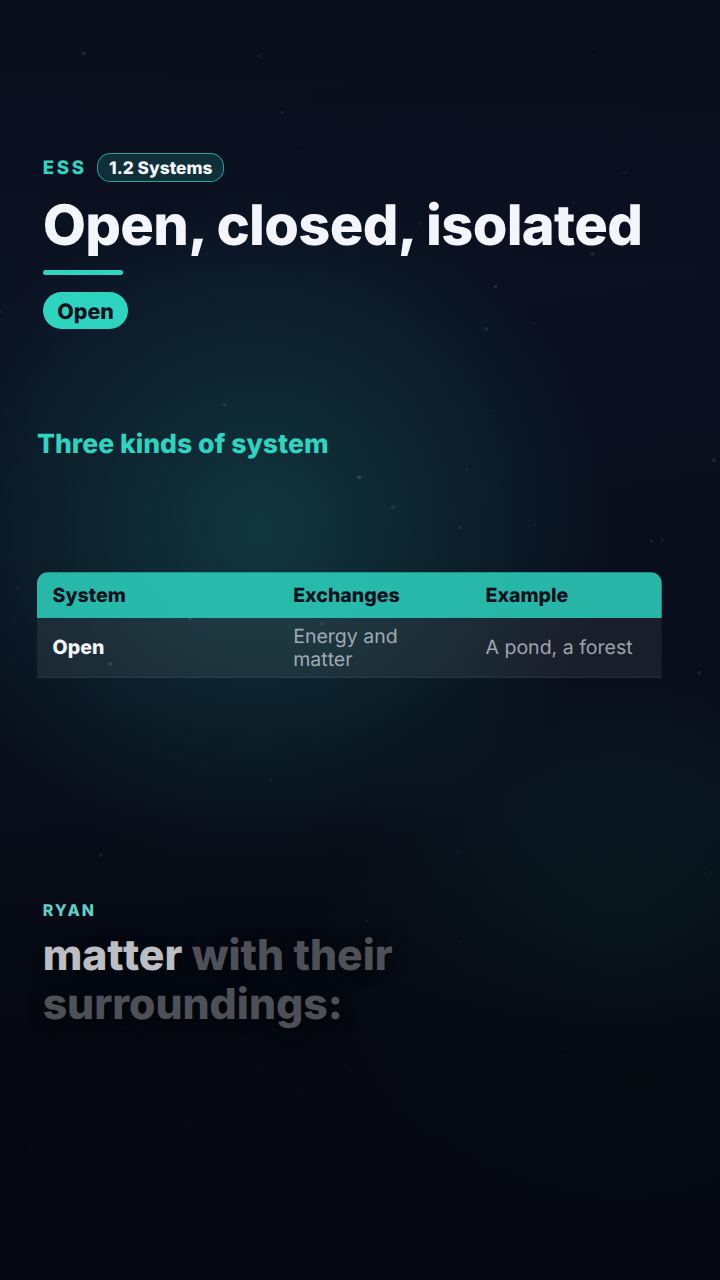 ESS 1.2 Systems
Open, closed, isolated
Open
Three kinds of system
System Exchanges Example
Open Energy and matter A pond, a forest
RYAN
matter with their
surroundings: